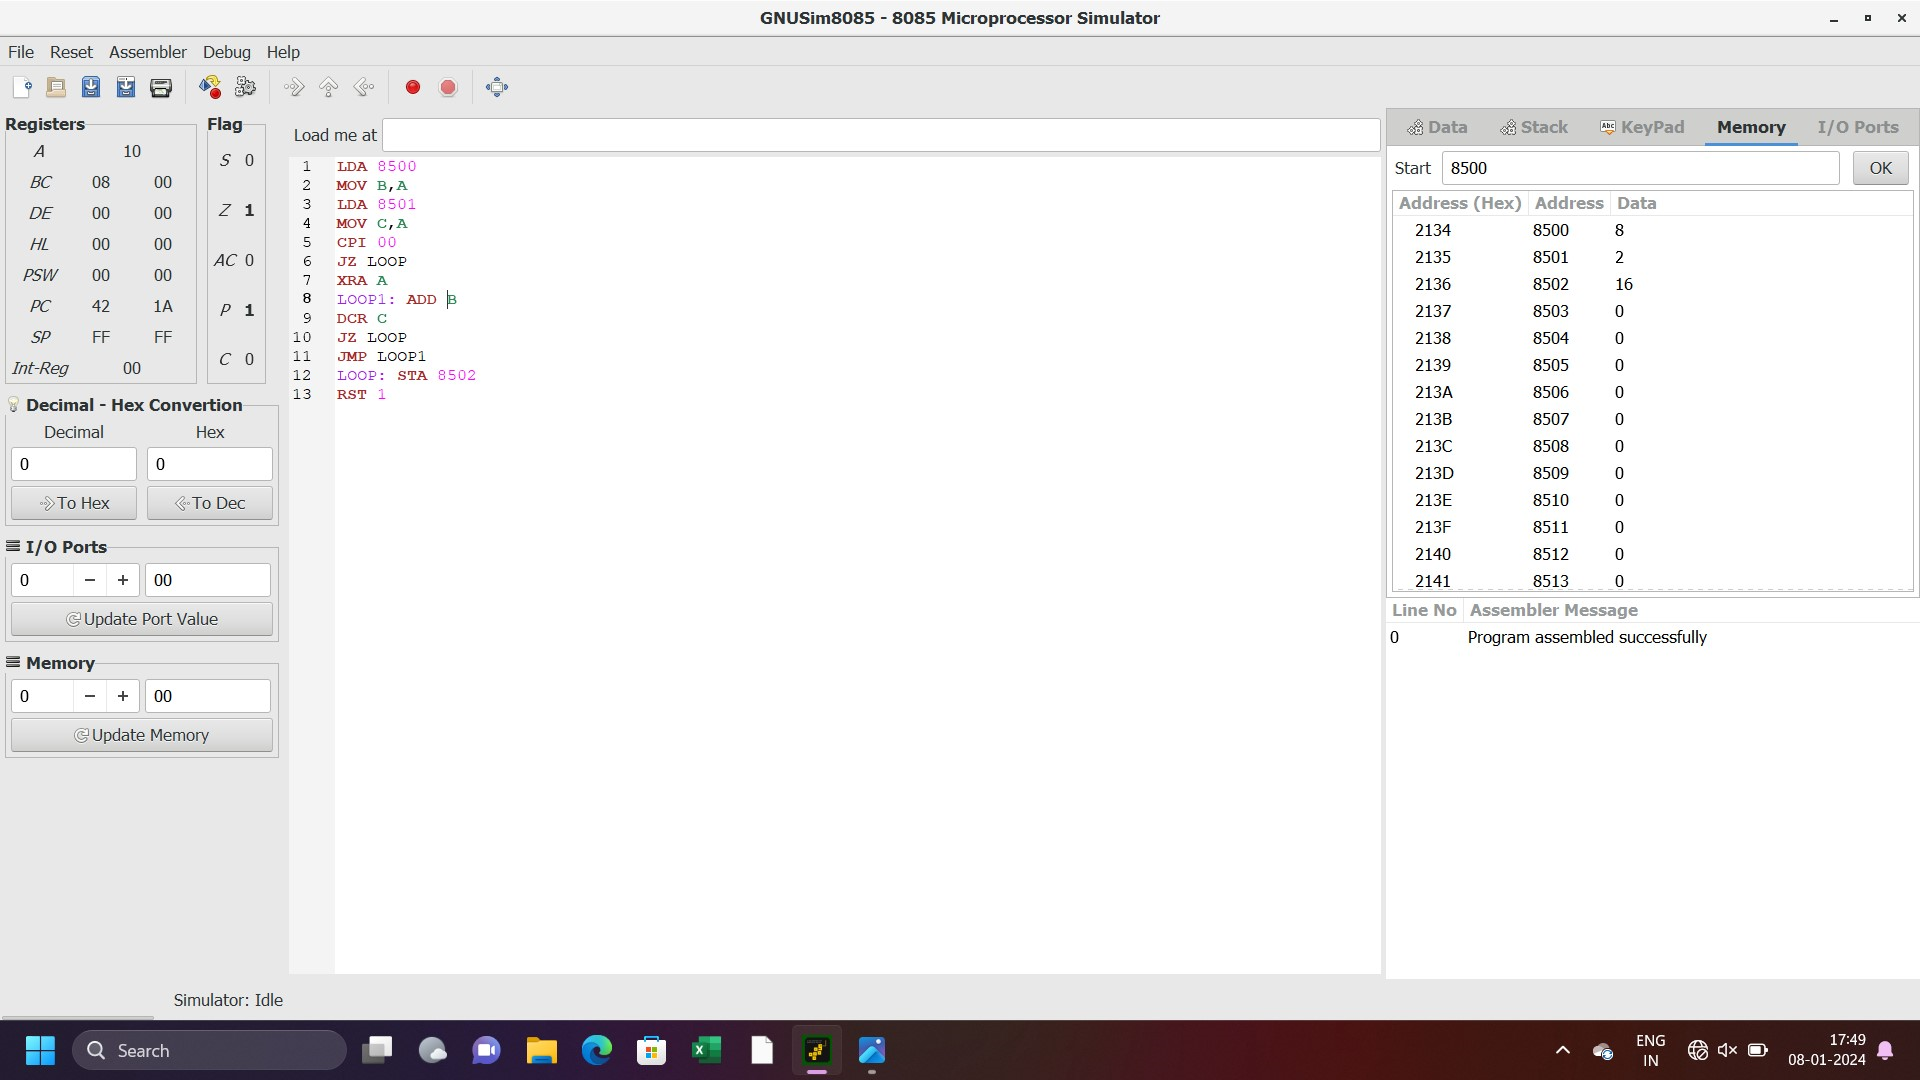 GNUSim8085 - 8085 Microprocessor Simulator
File Reset Assembler Debug Help
Registers
A 10
BC 08 00
DE 00 00
HL 00 00
PSW 00 00
PC 42 1A
SP FF FF
Int-Reg 00
Flag
S 0
Z 1
AC 0
P 1
C 0
Decimal - Hex Convertion
Decimal Hex
0 0
To Hex To Dec
I/O Ports
0 − + 00
Update Port Value
Memory
0 − + 00
Update Memory
Load me at
1 LDA 8500
2 MOV B,A
3 LDA 8501
4 MOV C,A
5 CPI 00
6 JZ LOOP
7 XRA A
8 LOOP1: ADD B
9 DCR C
10 JZ LOOP
11 JMP LOOP1
12 LOOP: STA 8502
13 RST 1
Data Stack Abc KeyPad Memory I/O Ports
Start 8500 OK
Address (Hex) Address Data
2134 8500 8
2135 8501 2
2136 8502 16
2137 8503 0
2138 8504 0
2139 8505 0
213A 8506 0
213B 8507 0
213C 8508 0
213D 8509 0
213E 8510 0
213F 8511 0
2140 8512 0
2141 8513 0
Line No Assembler Message
0 Program assembled successfully
Simulator: Idle
Search
ENG
IN
17:49
08-01-2024